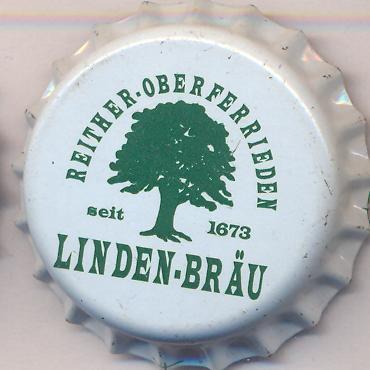 REITHER-OBERFERRIEDEN
seit 1673
LINDEN-BRÄU